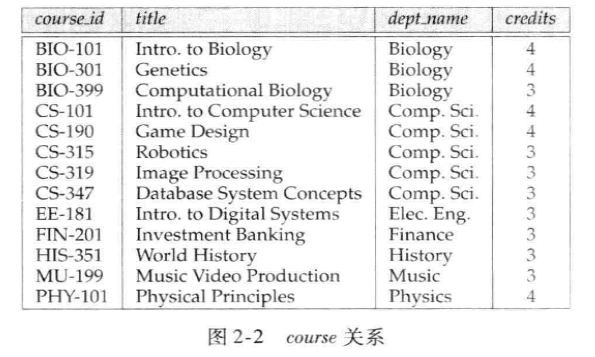 course_id title dept_name credits
BIO-101 Intro. to Biology Biology 4
BIO-301 Genetics Biology 4
BIO-399 Computational Biology Biology 3
CS-101 Intro. to Computer Science Comp. Sci. 4
CS-190 Game Design Comp. Sci. 4
CS-315 Robotics Comp. Sci. 3
CS-319 Image Processing Comp. Sci. 3
CS-347 Database System Concepts Comp. Sci. 3
EE-181 Intro. to Digital Systems Elec. Eng. 3
FIN-201 Investment Banking Finance 3
HIS-351 World History History 3
MU-199 Music Video Production Music 3
PHY-101 Physical Principles Physics 4
图 2-2 course 关系